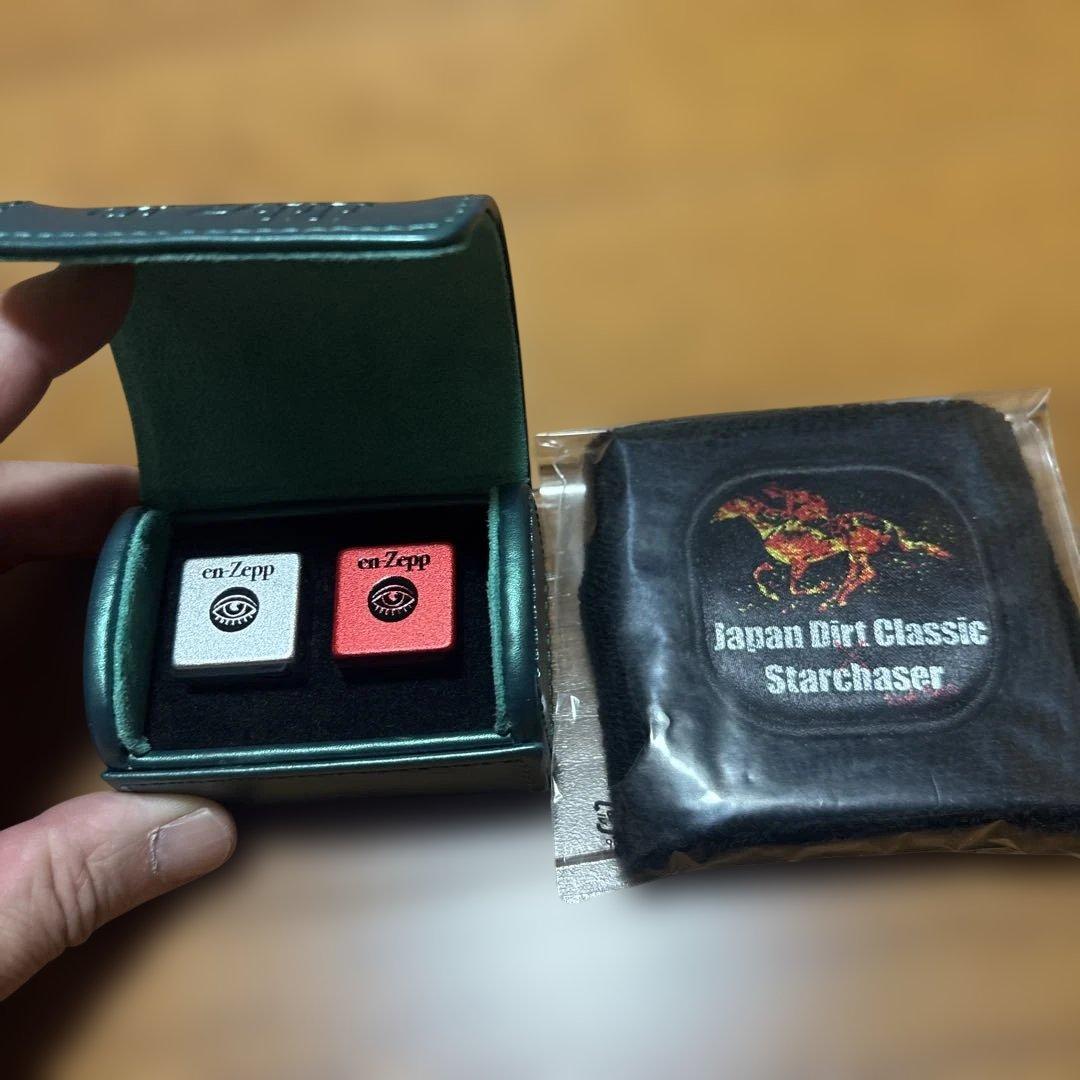 en-Zepp
en-Zepp
Japan Dirt Classic
Starchaser